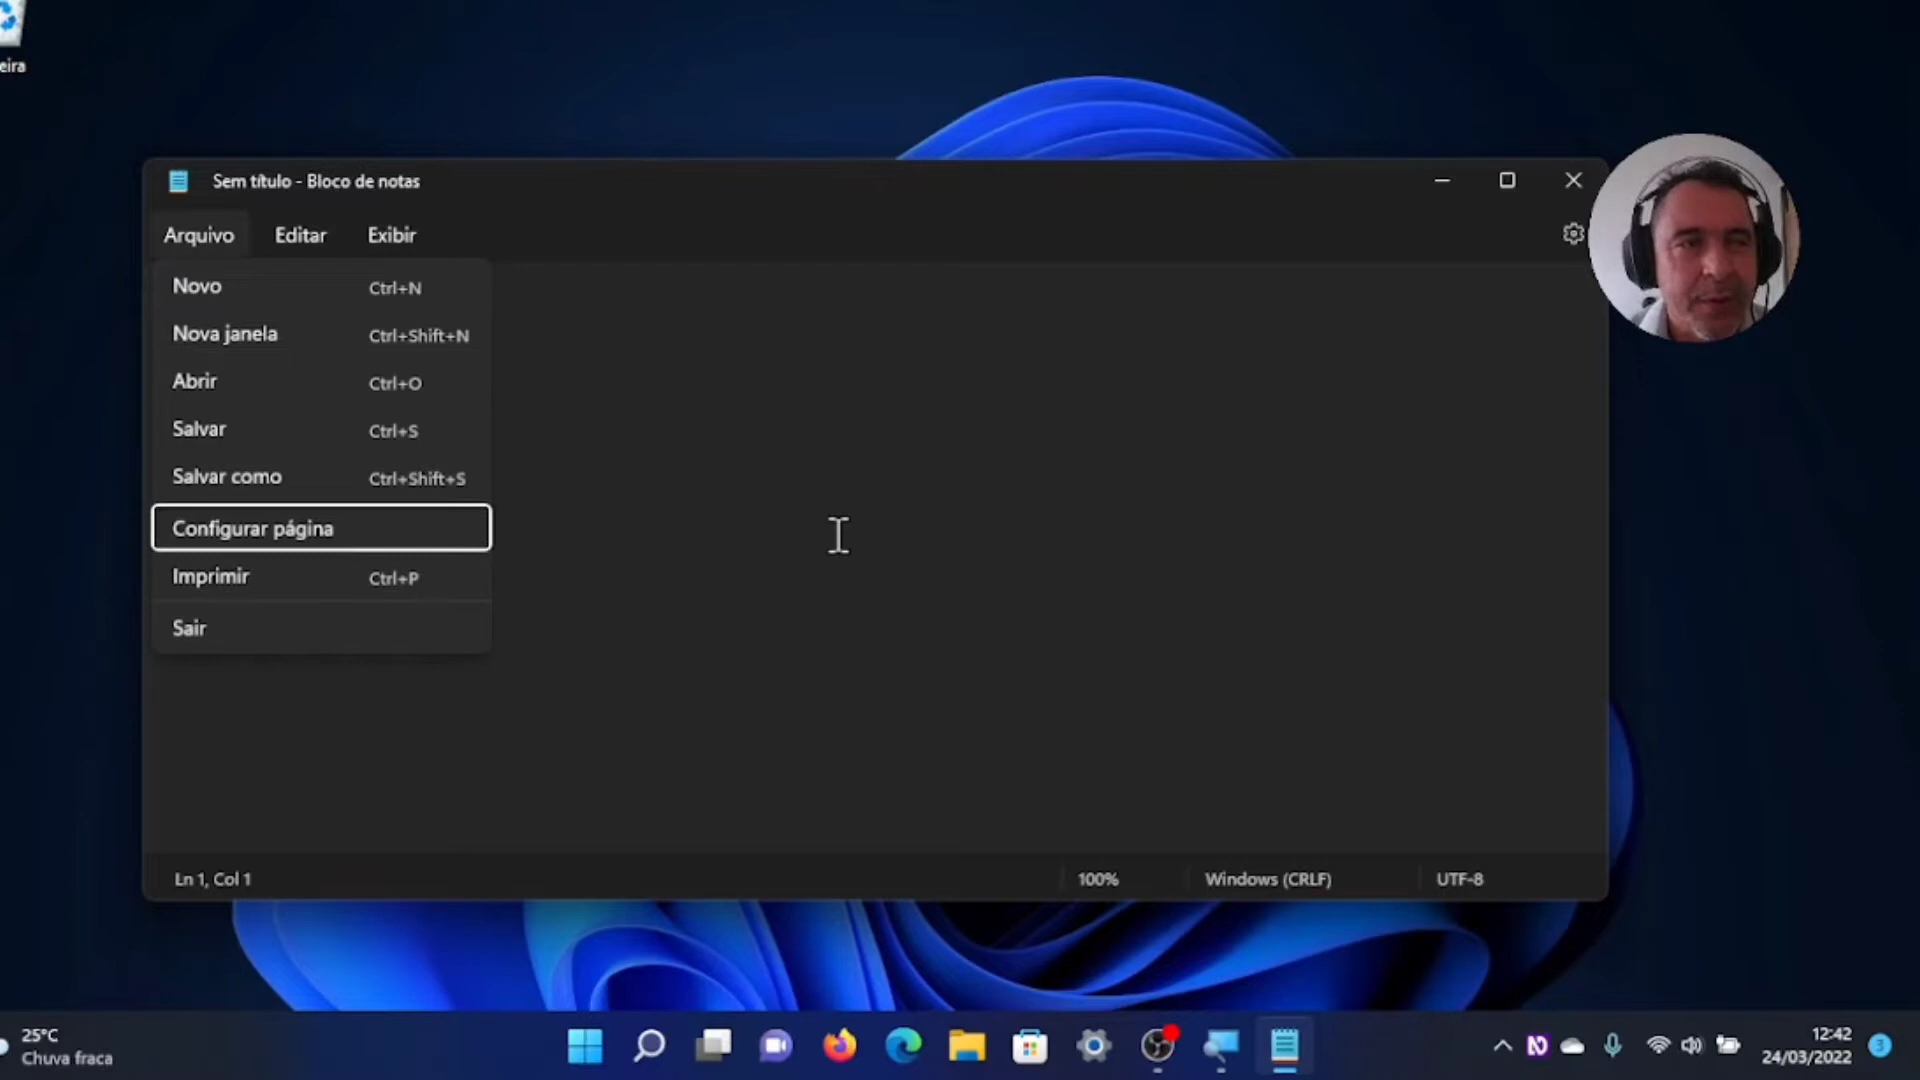 eira
Sem título - Bloco de notas
Arquivo Editar Exibir
Novo Ctrl+N
Nova janela Ctrl+Shift+N
Abrir Ctrl+O
Salvar Ctrl+S
Salvar como Ctrl+Shift+S
Configurar página
Imprimir Ctrl+P
Sair
Ln 1, Col 1 100% Windows (CRLF) UTF-8
25°C
Chuva fraca
12:42
24/03/2022
3